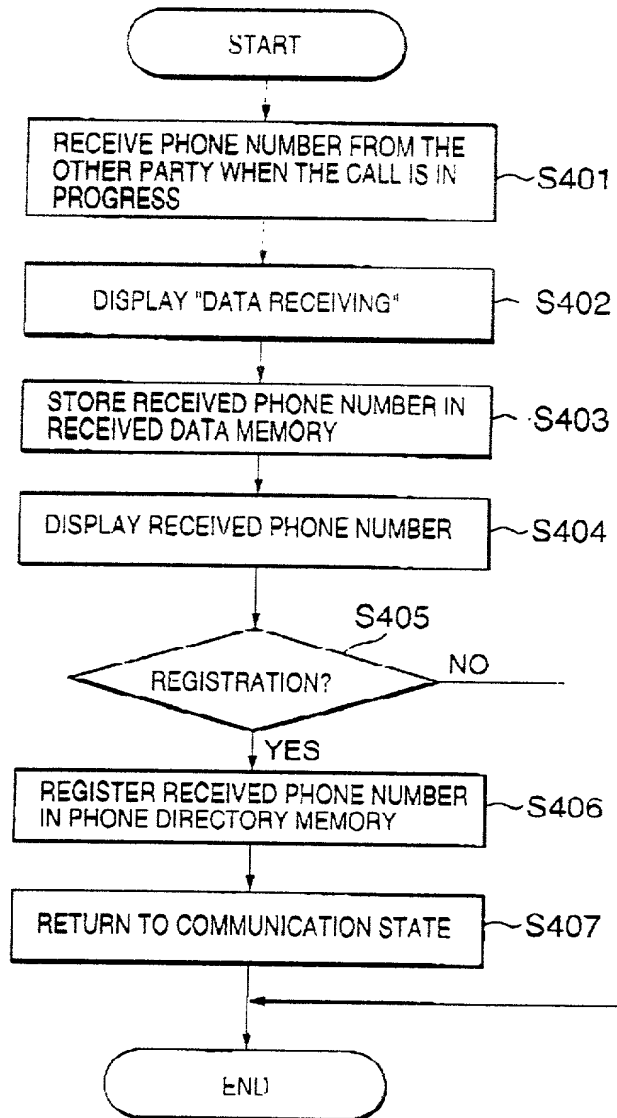 START
RECEIVE PHONE NUMBER FROM THE
OTHER PARTY WHEN THE CALL IS IN
PROGRESS
S401
DISPLAY "DATA RECEIVING"
S402
STORE RECEIVED PHONE NUMBER IN
RECEIVED DATA MEMORY
S403
DISPLAY RECEIVED PHONE NUMBER
S404
S405
REGISTRATION?
NO
YES
REGISTER RECEIVED PHONE NUMBER
IN PHONE DIRECTORY MEMORY
S406
RETURN TO COMMUNICATION STATE
S407
END